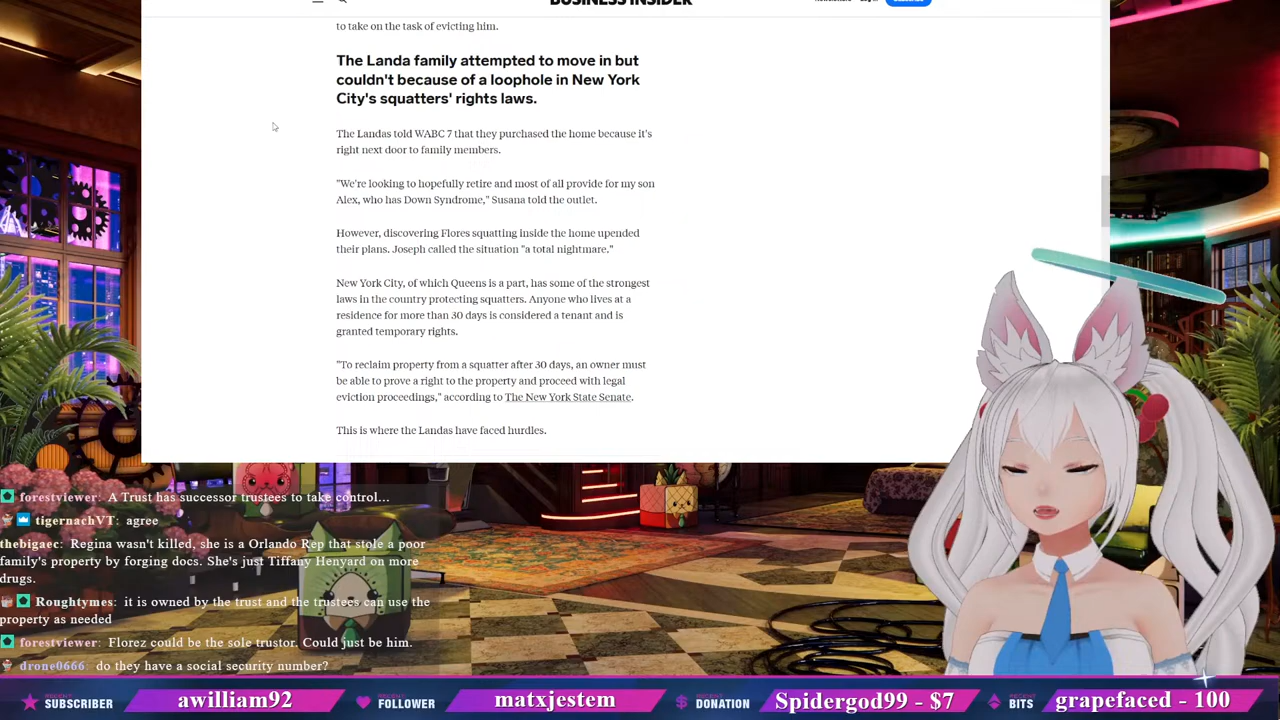 BUSINESS INSIDER
Newsletters Log in Subscribe
to take on the task of evicting him.
The Landa family attempted to move in but
couldn't because of a loophole in New York
City's squatters' rights laws.
The Landas told WABC 7 that they purchased the home because it's
right next door to family members.
"We're looking to hopefully retire and most of all provide for my son
Alex, who has Down Syndrome," Susana told the outlet.
However, discovering Flores squatting inside the home upended
their plans. Joseph called the situation "a total nightmare."
New York City, of which Queens is a part, has some of the strongest
laws in the country protecting squatters. Anyone who lives at a
residence for more than 30 days is considered a tenant and is
granted temporary rights.
"To reclaim property from a squatter after 30 days, an owner must
be able to prove a right to the property and proceed with legal
eviction proceedings," according to The New York State Senate.
This is where the Landas have faced hurdles.
forestviewer: A Trust has successor trustees to take control...
tigernachVT: agree
thebigaec: Regina wasn't killed, she is a Orlando Rep that stole a poor
family's property by forging docs. She's just Tiffany Henyard on more
drugs.
Roughtymes: it is owned by the trust and the trustees can use the
property as needed
forestviewer: Florez could be the sole trustor. Could just be him.
drone0666: do they have a social security number?
RECENT SUBSCRIBER awilliam92 RECENT FOLLOWER matxjestem RECENT DONATION Spidergod99 - $7 RECENT BITS grapefaced - 100